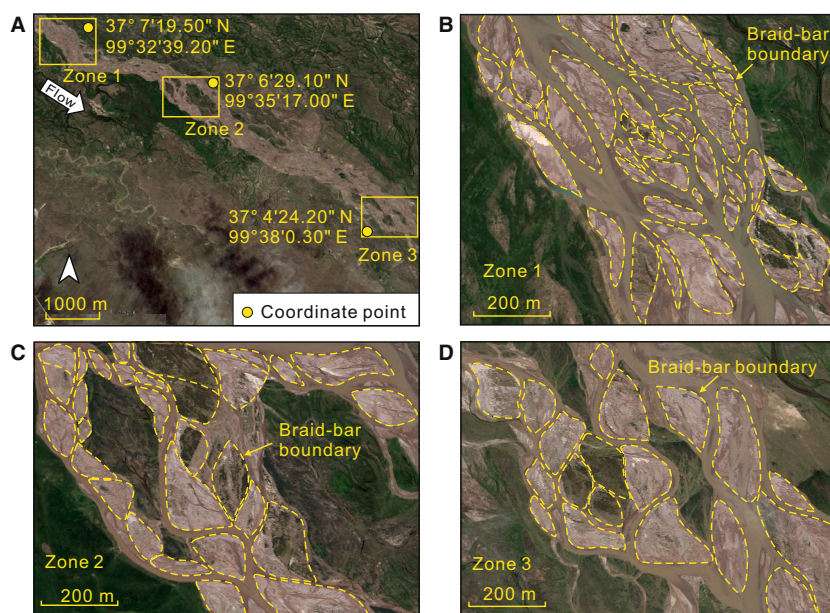 A
37° 7'19.50" N
99°32'39.20" E
Zone 1
Flow
37° 6'29.10" N
99°35'17.00" E
Zone 2
37° 4'24.20" N
99°38'0.30" E
Zone 3
1000 m
Coordinate point
B
Braid-bar
boundary
Zone 1
200 m
C
Braid-bar
boundary
Zone 2
200 m
D
Braid-bar boundary
Zone 3
200 m